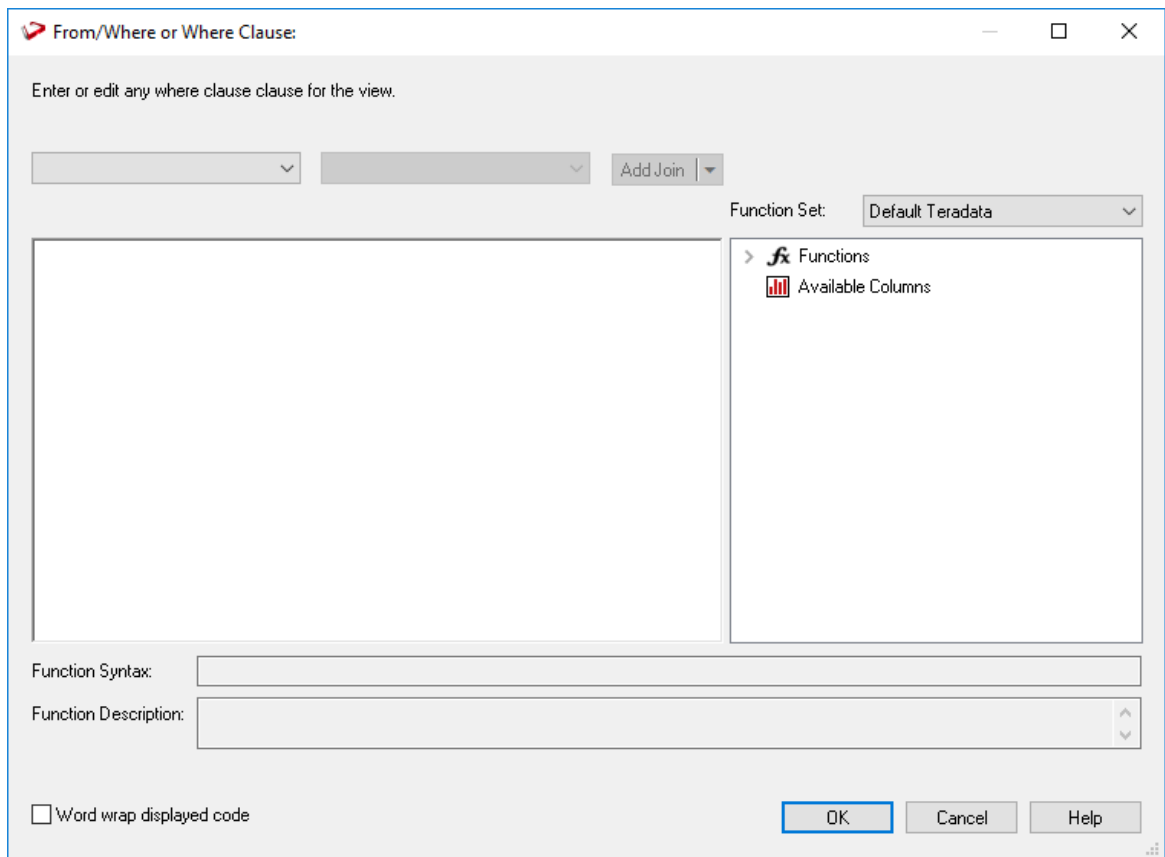 From/Where or Where Clause:
Enter or edit any where clause clause for the view.
Add Join
Function Set: Default Teradata
fx Functions
Available Columns
Function Syntax:
Function Description:
Word wrap displayed code
OK Cancel Help